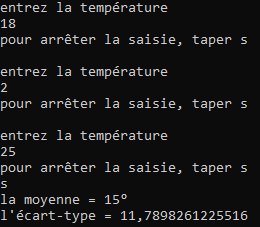 entrez la température
18
pour arrêter la saisie, taper s
entrez la température
2
pour arrêter la saisie, taper s
entrez la température
25
pour arrêter la saisie, taper s
s
la moyenne = 15°
l'écart-type = 11,7898261225516